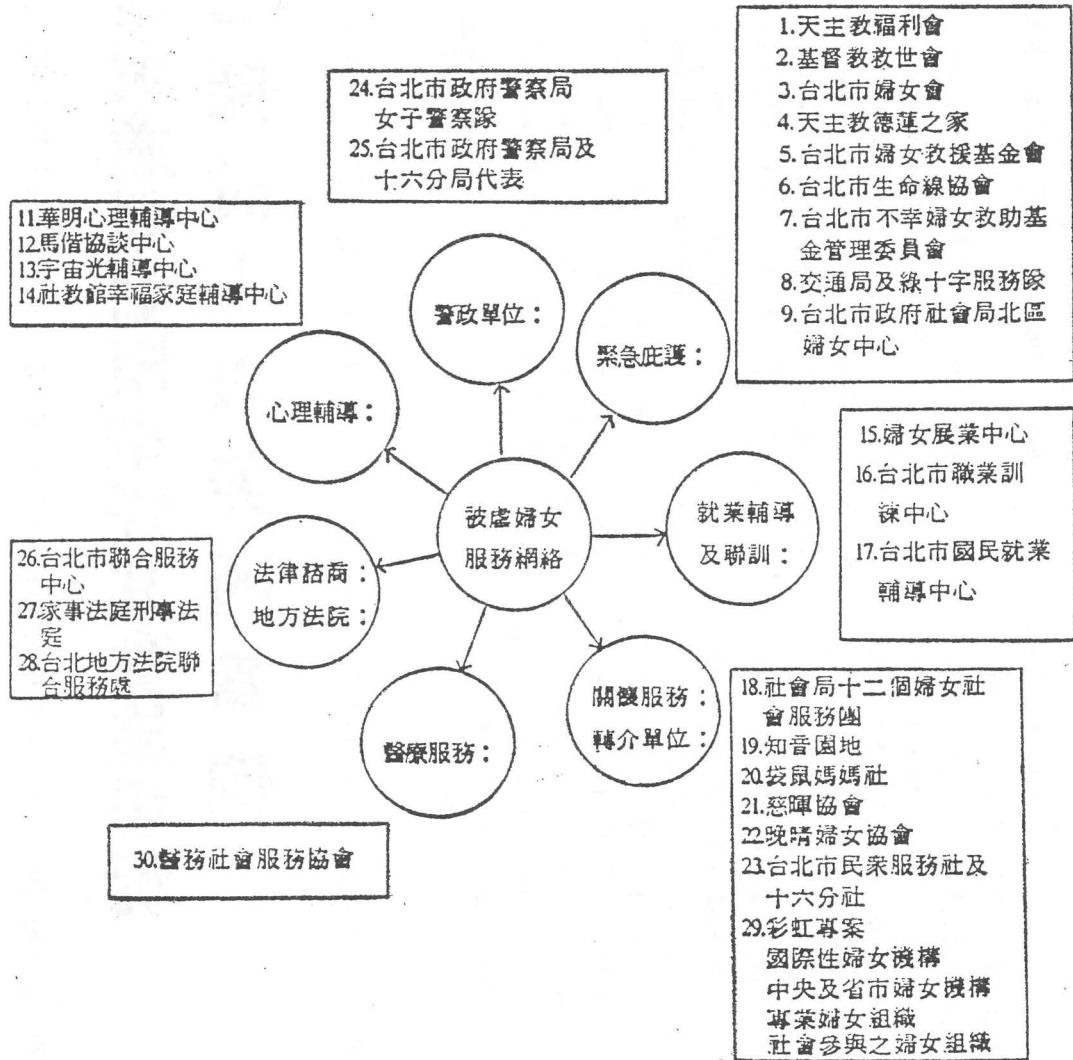 1.天主教福利會
2.基督教救世會
3.台北市婦女會
4.天主教德蓮之家
5.台北市婦女救援基金會
6.台北市生命線協會
7.台北市不幸婦女救助基
金管理委員會
8.交通局及綠十字服務隊
9.台北市政府社會局北區
婦女中心
24.台北市政府警察局
女子警察隊
25.台北市政府警察局及
十六分局代表
11.華明心理輔導中心
12.馬偕協談中心
13.宇宙光輔導中心
14.社教館幸福家庭輔導中心
警政單位：
緊急庇護：
心理輔導：
被虐婦女
服務網絡
就業輔導
及聯訓：
15.婦女展業中心
16.台北市職業訓
練中心
17.台北市國民就業
輔導中心
法律諮商：
地方法院：
26.台北市聯合服務
中心
27.家事法庭刑事法
庭
28.台北地方法院聯
合服務處
醫療服務：
關懷服務：
轉介單位：
30.醫務社會服務協會
18.社會局十二個婦女社
會服務團
19.知音園地
20.袋鼠媽媽社
21.慈暉協會
22.晚晴婦女協會
23.台北市民衆服務社及
十六分社
29.彩虹專案
國際性婦女機構
中央及省市婦女機構
專業婦女組織
社會參與之婦女組織